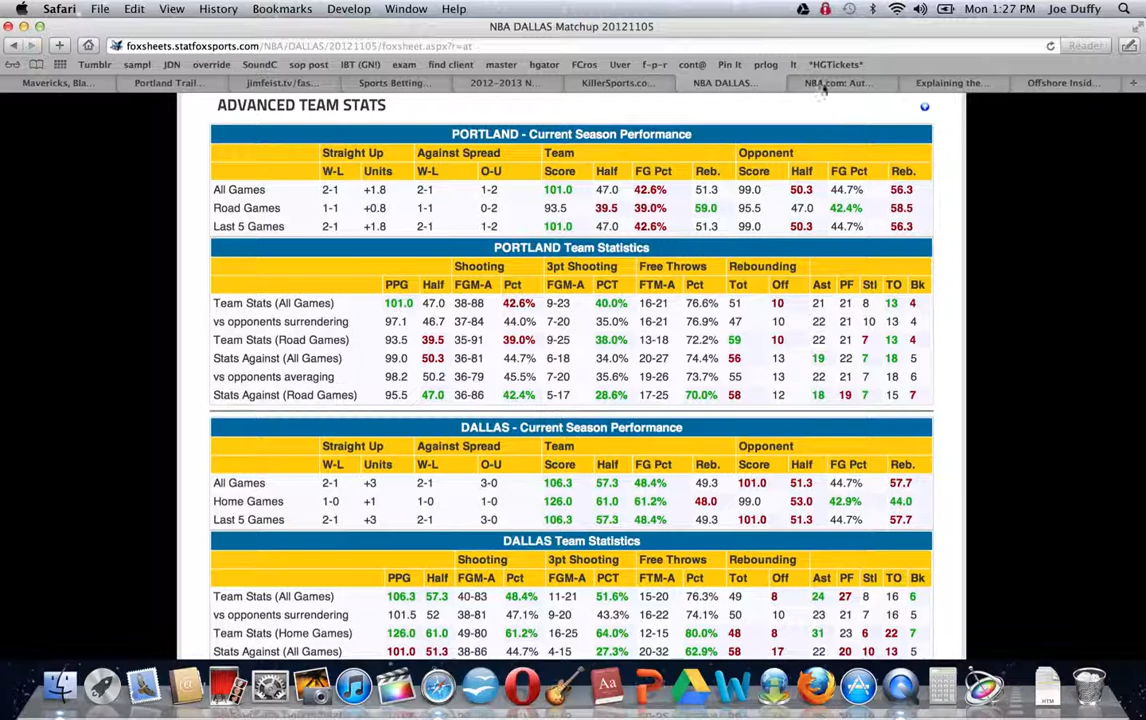 Safari File Edit View History Bookmarks Develop Window Help Mon 1:27 PM Joe Duffy
NBA DALLAS Matchup 20121105
foxsheets.statfoxsports.com/NBA/DALLAS/20121105/foxsheet.aspx?r=at Reader
Tumblr sampl JDN override SoundC sop post IBT (GN!) exam find client master hgator FCros User f-p-r cont@ Pin It prlog It *HGTickets*
Mavericks, Bla... Portland Trail... jimfeist.tv/fas... Sports Betting... 2012-2013 N... KillerSports.co... NBA DALLAS... NBA.com: Aut... Explaining the... Offshore Insid...
ADVANCED TEAM STATS
PORTLAND - Current Season Performance
Straight Up Against Spread Team Opponent
W-L Units W-L O-U Score Half FG Pct Reb. Score Half FG Pct Reb.
All Games 2-1 +1.8 2-1 1-2 101.0 47.0 42.6% 51.3 99.0 50.3 44.7% 56.3
Road Games 1-1 +0.8 1-1 0-2 93.5 39.5 39.0% 59.0 95.5 47.0 42.4% 58.5
Last 5 Games 2-1 +1.8 2-1 1-2 101.0 47.0 42.6% 51.3 99.0 50.3 44.7% 56.3
PORTLAND Team Statistics
Shooting 3pt Shooting Free Throws Rebounding
PPG Half FGM-A Pct FGM-A PCT FTM-A Pct Tot Off Ast PF Stl TO Bk
Team Stats (All Games) 101.0 47.0 38-88 42.6% 9-23 40.0% 16-21 76.6% 51 10 21 21 8 13 4
vs opponents surrendering 97.1 46.7 37-84 44.0% 7-20 35.0% 16-21 76.9% 47 10 22 21 10 13 4
Team Stats (Road Games) 93.5 39.5 35-91 39.0% 9-25 38.0% 13-18 72.2% 59 10 22 21 7 13 4
Stats Against (All Games) 99.0 50.3 36-81 44.7% 6-18 34.0% 20-27 74.4% 56 13 19 22 7 18 5
vs opponents averaging 98.2 50.2 36-79 45.5% 7-20 35.6% 19-26 73.7% 55 13 22 21 7 18 6
Stats Against (Road Games) 95.5 47.0 36-86 42.4% 5-17 28.6% 17-25 70.0% 58 12 18 19 7 15 7
DALLAS - Current Season Performance
Straight Up Against Spread Team Opponent
W-L Units W-L O-U Score Half FG Pct Reb. Score Half FG Pct Reb.
All Games 2-1 +3 2-1 3-0 106.3 57.3 48.4% 49.3 101.0 51.3 44.7% 57.7
Home Games 1-0 +1 1-0 1-0 126.0 61.0 61.2% 48.0 99.0 53.0 42.9% 44.0
Last 5 Games 2-1 +3 2-1 3-0 106.3 57.3 48.4% 49.3 101.0 51.3 44.7% 57.7
DALLAS Team Statistics
Shooting 3pt Shooting Free Throws Rebounding
PPG Half FGM-A Pct FGM-A PCT FTM-A Pct Tot Off Ast PF Stl TO Bk
Team Stats (All Games) 106.3 57.3 40-83 48.4% 11-21 51.6% 15-20 76.3% 49 8 24 27 8 16 6
vs opponents surrendering 101.5 52 38-81 47.1% 9-20 43.3% 16-22 74.1% 50 10 23 21 7 16 5
Team Stats (Home Games) 126.0 61.0 49-80 61.2% 16-25 64.0% 12-15 80.0% 48 8 31 23 6 22 7
Stats Against (All Games) 101.0 51.3 38-86 44.7% 4-15 27.3% 20-32 62.9% 58 17 22 20 10 13 5